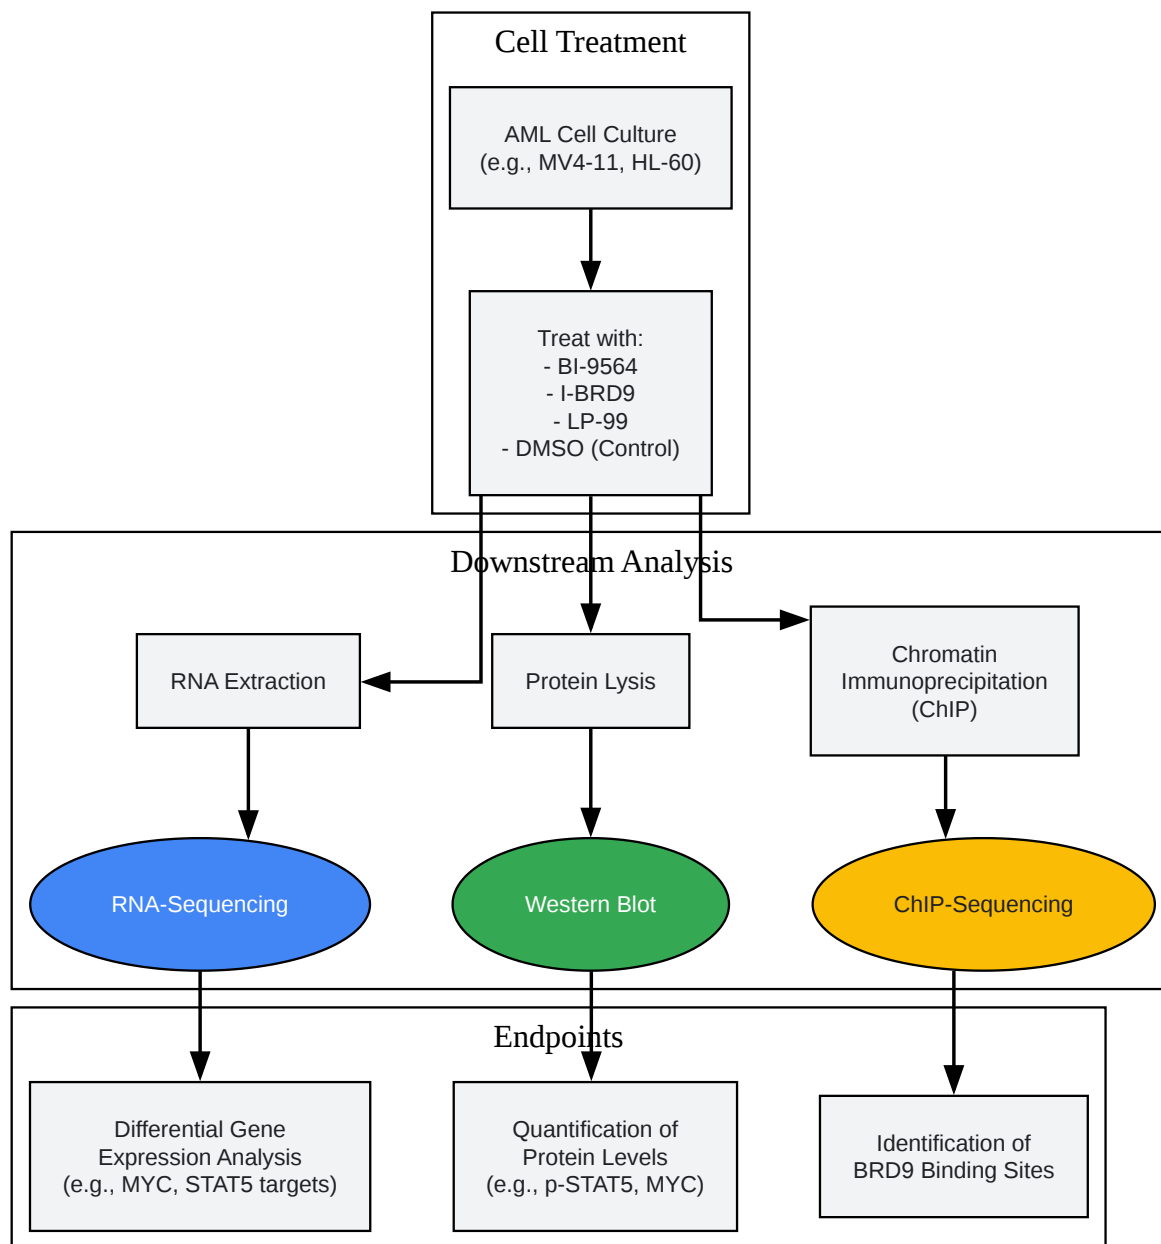 Cell Treatment
AML Cell Culture
(e.g., MV4-11, HL-60)
Treat with:
- BI-9564
- I-BRD9
- LP-99
- DMSO (Control)
Downstream Analysis
RNA Extraction
Protein Lysis
Chromatin
Immunoprecipitation
(ChIP)
RNA-Sequencing
Western Blot
ChIP-Sequencing
Endpoints
Differential Gene
Expression Analysis
(e.g., MYC, STAT5 targets)
Quantification of
Protein Levels
(e.g., p-STAT5, MYC)
Identification of
BRD9 Binding Sites